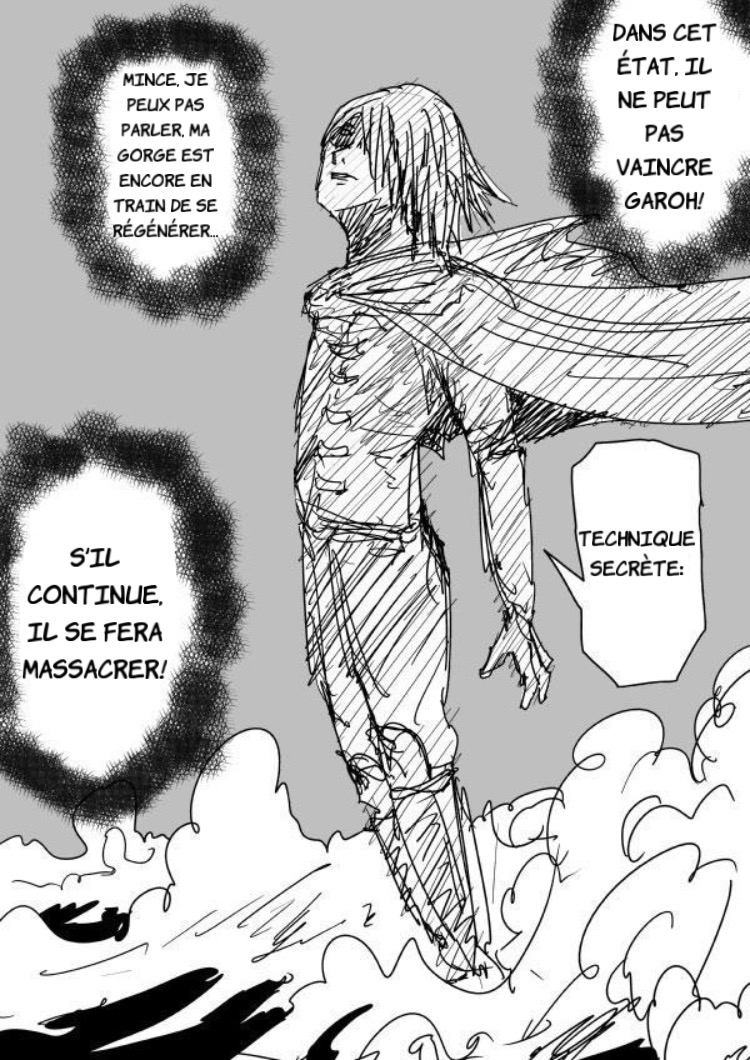 DANS CET
ÉTAT, IL
NE PEUT
PAS
VAINCRE
GAROH!
MINCE, JE
PEUX PAS
PARLER, MA
GORGE EST
ENCORE EN
TRAIN DE SE
RÉGÉNÉRER...
S'IL
CONTINUE,
IL SE FERA
MASSACRER!
TECHNIQUE
SECRÈTE: